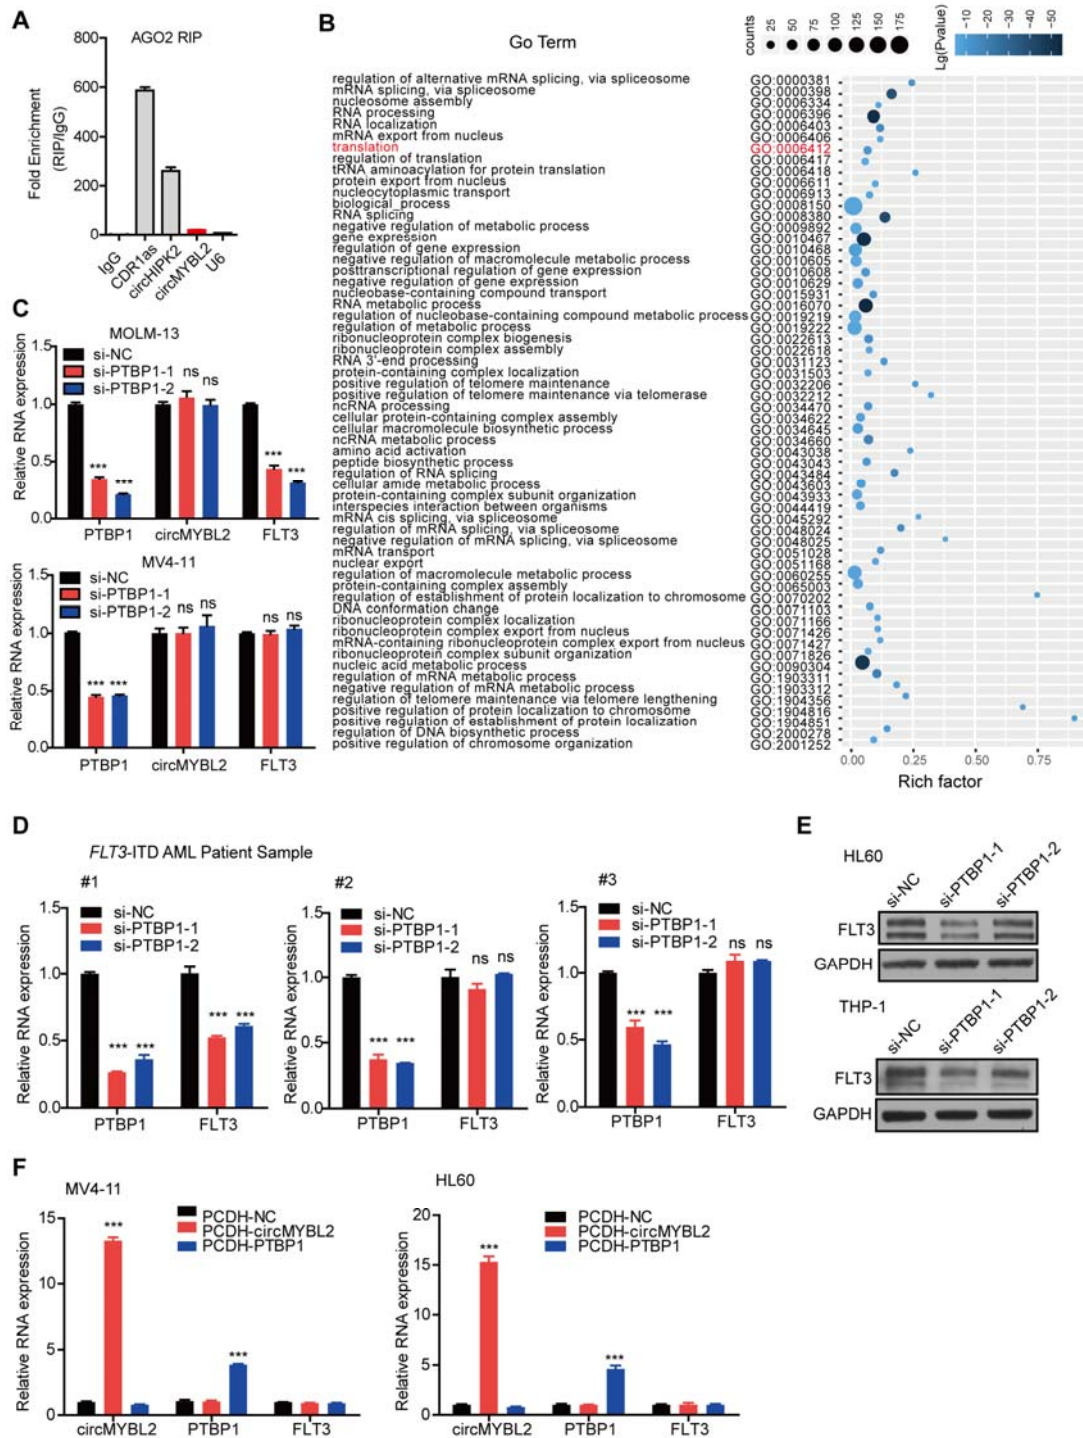 A
AGO2 RIP
Fold Enrichment
(RIP/IgG)
800
600
400
200
0
IgG
CDR1as
circHIPK2
circMYBL2
U6
B
Go Term
counts
25
50
75
100
125
150
175
Lg(Pvalue)
−10
−20
−30
−40
−50
regulation of alternative mRNA splicing, via spliceosome GO:0000381
mRNA splicing, via spliceosome GO:0000398
nucleosome assembly GO:0006334
RNA processing GO:0006396
RNA localization GO:0006403
mRNA export from nucleus GO:0006406
translation GO:0006412
regulation of translation GO:0006417
tRNA aminoacylation for protein translation GO:0006418
protein export from nucleus GO:0006611
nucleocytoplasmic transport GO:0006913
biological_process GO:0008150
RNA splicing GO:0008380
negative regulation of metabolic process GO:0009892
gene expression GO:0010467
regulation of gene expression GO:0010468
negative regulation of macromolecule metabolic process GO:0010605
posttranscriptional regulation of gene expression GO:0010608
negative regulation of gene expression GO:0010629
nucleobase-containing compound transport GO:0015931
RNA metabolic process GO:0016070
regulation of nucleobase-containing compound metabolic process GO:0019219
regulation of metabolic process GO:0019222
ribonucleoprotein complex biogenesis GO:0022613
ribonucleoprotein complex assembly GO:0022618
RNA 3'-end processing GO:0031123
protein-containing complex localization GO:0031503
positive regulation of telomere maintenance GO:0032206
positive regulation of telomere maintenance via telomerase GO:0032212
ncRNA processing GO:0034470
cellular protein-containing complex assembly GO:0034622
cellular macromolecule biosynthetic process GO:0034645
ncRNA metabolic process GO:0034660
amino acid activation GO:0043038
peptide biosynthetic process GO:0043043
regulation of RNA splicing GO:0043484
cellular amide metabolic process GO:0043603
protein-containing complex subunit organization GO:0043933
interspecies interaction between organisms GO:0044419
mRNA cis splicing, via spliceosome GO:0045292
regulation of mRNA splicing, via spliceosome GO:0048024
negative regulation of mRNA splicing, via spliceosome GO:0048025
mRNA transport GO:0051028
nuclear export GO:0051168
regulation of macromolecule metabolic process GO:0060255
protein-containing complex assembly GO:0065003
regulation of establishment of protein localization to chromosome GO:0070202
DNA conformation change GO:0071103
ribonucleoprotein complex localization GO:0071166
ribonucleoprotein complex export from nucleus GO:0071426
mRNA-containing ribonucleoprotein complex export from nucleus GO:0071427
ribonucleoprotein complex subunit organization GO:0071826
nucleic acid metabolic process GO:0090304
regulation of mRNA metabolic process GO:1903311
negative regulation of mRNA metabolic process GO:1903312
regulation of telomere maintenance via telomere lengthening GO:1904356
positive regulation of protein localization to chromosome GO:1904816
positive regulation of establishment of protein localization GO:1904851
regulation of DNA biosynthetic process GO:2000278
positive regulation of chromosome organization GO:2001252
0.00 0.25 0.50 0.75
Rich factor
C
MOLM-13
Relative RNA expression
1.5
1.0
0.5
0.0
si-NC
si-PTBP1-1
si-PTBP1-2
ns
ns
*** ***
*** ***
PTBP1 circMYBL2 FLT3
MV4-11
Relative RNA expression
1.5
1.0
0.5
0.0
si-NC
si-PTBP1-1
si-PTBP1-2
ns ns
ns ns
*** ***
PTBP1 circMYBL2 FLT3
D
FLT3-ITD AML Patient Sample
#1
Relative RNA expression
1.5
1.0
0.5
0.0
si-NC
si-PTBP1-1
si-PTBP1-2
*** ***
*** ***
PTBP1 FLT3
#2
Relative RNA expression
1.5
1.0
0.5
0.0
si-NC
si-PTBP1-1
si-PTBP1-2
ns ns
*** ***
PTBP1 FLT3
#3
Relative RNA expression
1.5
1.0
0.5
0.0
si-NC
si-PTBP1-1
si-PTBP1-2
ns ns
*** ***
PTBP1 FLT3
E
HL60
si-NC
si-PTBP1-1
si-PTBP1-2
FLT3
GAPDH
THP-1
si-NC
si-PTBP1-1
si-PTBP1-2
FLT3
GAPDH
F
MV4-11
Relative RNA expression
15
10
5
0
PCDH-NC
PCDH-circMYBL2
PCDH-PTBP1
***
***
circMYBL2 PTBP1 FLT3
HL60
Relative RNA expression
20
15
10
5
0
PCDH-NC
PCDH-circMYBL2
PCDH-PTBP1
***
***
circMYBL2 PTBP1 FLT3